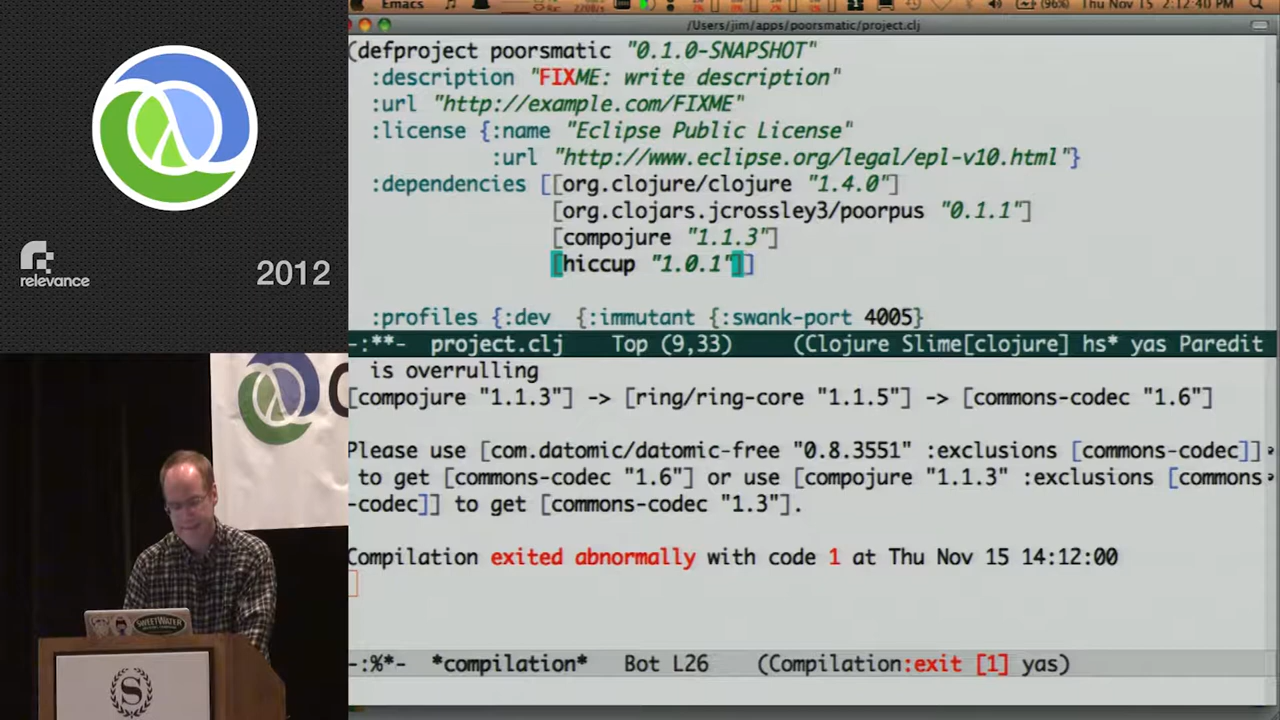 Emacs
(96%)
Thu Nov 15 2:12:40 PM
/Users/jim/apps/poorsmatic/project.clj
(defproject poorsmatic "0.1.0-SNAPSHOT"
:description "FIXME: write description"
:url "http://example.com/FIXME"
:license {:name "Eclipse Public License"
:url "http://www.eclipse.org/legal/epl-v10.html"}
:dependencies [[org.clojure/clojure "1.4.0"]
[org.clojars.jcrossley3/poorpus "0.1.1"]
[compojure "1.1.3"]
[hiccup "1.0.1"]]
:profiles {:dev {:immutant {:swank-port 4005}
-:**- project.clj Top (9,33) (Clojure Slime[clojure] hs* yas Paredit
is overrulling
[compojure "1.1.3"] -> [ring/ring-core "1.1.5"] -> [commons-codec "1.6"]
Please use [com.datomic/datomic-free "0.8.3551" :exclusions [commons-codec]]
to get [commons-codec "1.6"] or use [compojure "1.1.3" :exclusions [commons
-codec]] to get [commons-codec "1.3"].
Compilation exited abnormally with code 1 at Thu Nov 15 14:12:00
-:%*- *compilation* Bot L26 (Compilation:exit [1] yas)
relevance
2012
C
SWEETWATER
S